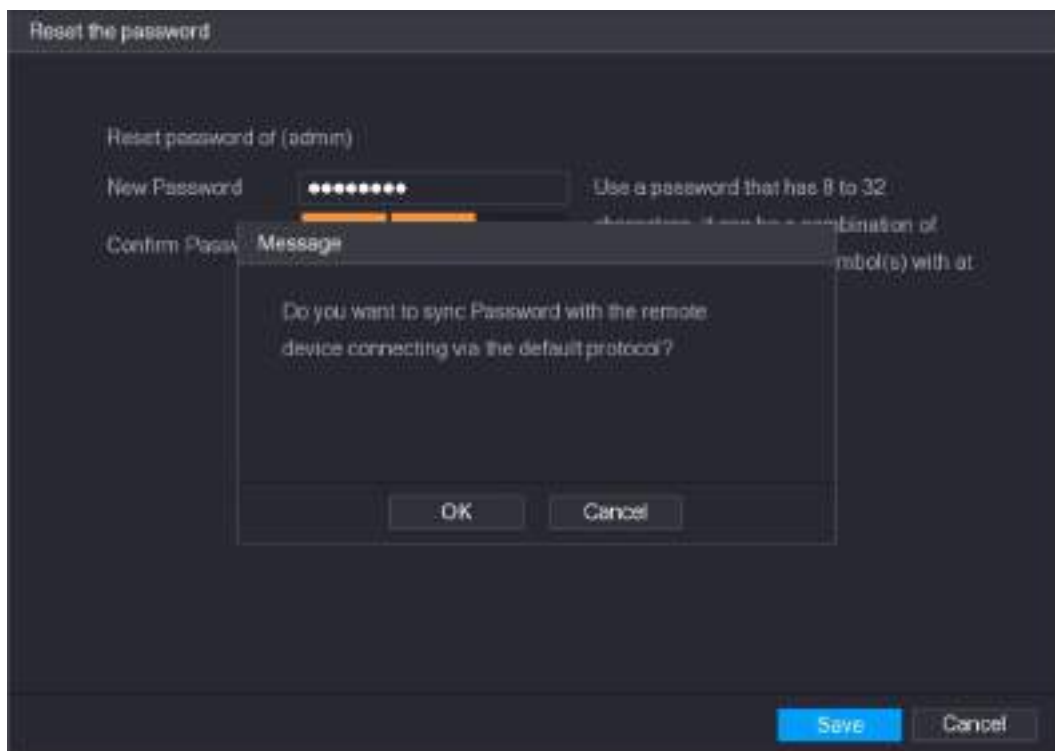 Reset the password
Reset password of (admin)
New Password
●●●●●●●●
Use a password that has 8 to 32
bination of
Confirm Passw
mbol(s) with at
Message
Do you want to sync Password with the remote
device connecting via the default protocol?
OK
Cancel
Save
Cancel